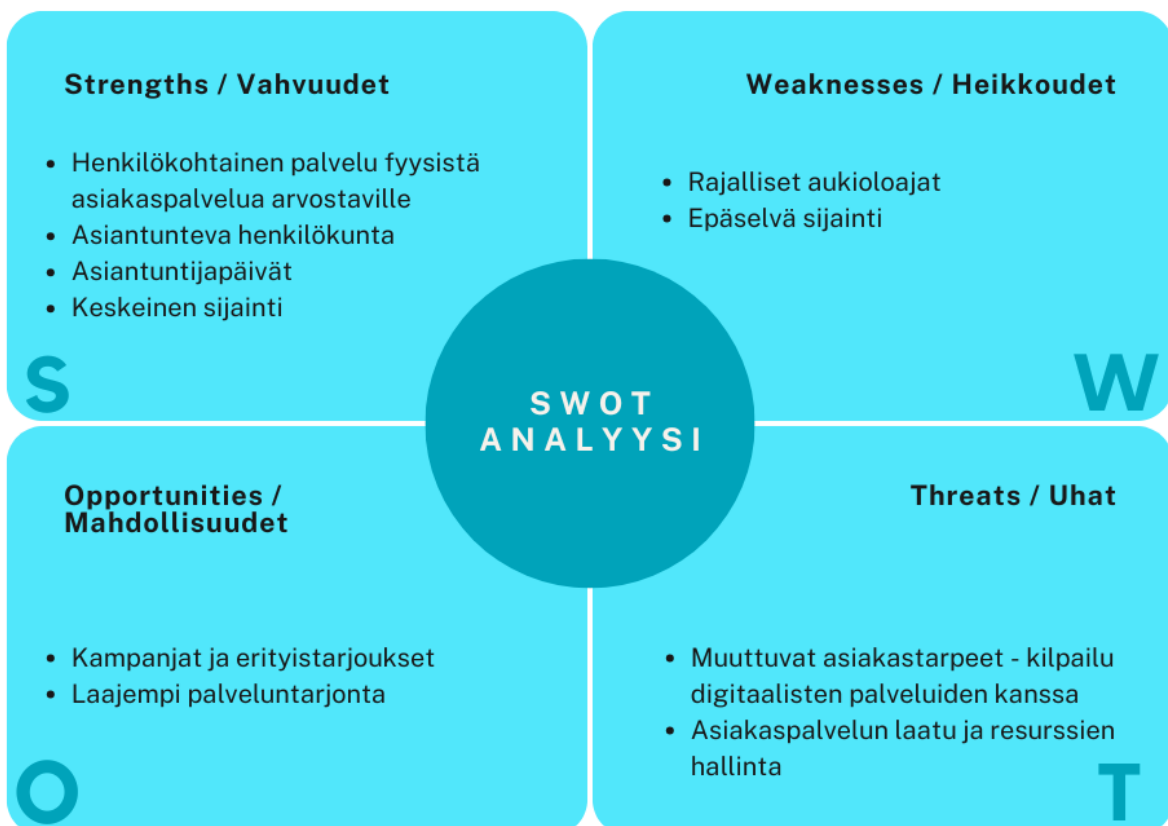 Strengths / Vahvuudet
• Henkilökohtainen palvelu fyysistä
asiakaspalvelua arvostaville
• Asiantunteva henkilökunta
• Asiantuntijapäivät
• Keskeinen sijainti
S
Weaknesses / Heikkoudet
• Rajalliset aukioloajat
• Epäselvä sijainti
W
SWOT
ANALYYSI
Opportunities /
Mahdollisuudet
• Kampanjat ja erityistarjoukset
• Laajempi palveluntarjonta
O
Threats / Uhat
• Muuttuvat asiakastarpeet - kilpailu
digitaalisten palveluiden kanssa
• Asiakaspalvelun laatu ja resurssien
hallinta
T